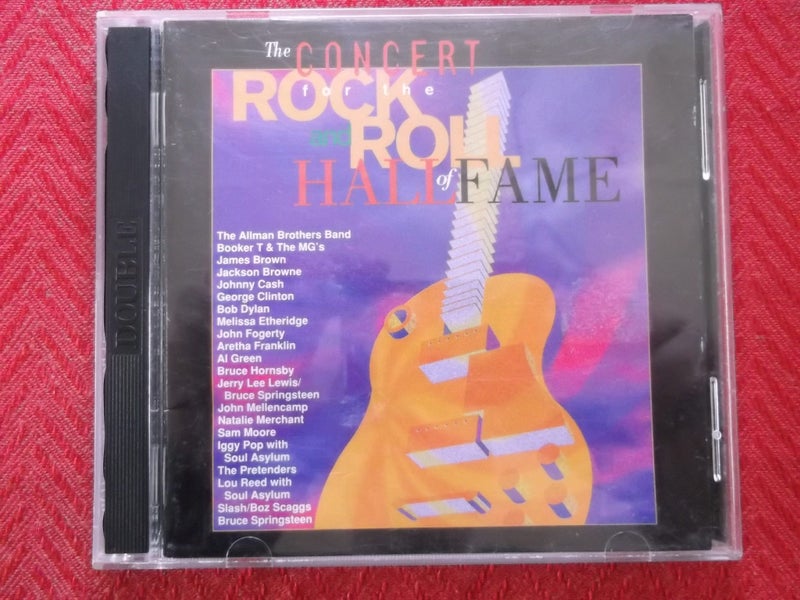 The CONCERT
for the
ROCK
and ROLL
HALL of FAME
The Allman Brothers Band
Booker T & The MG's
James Brown
Jackson Browne
Johnny Cash
George Clinton
Bob Dylan
Melissa Etheridge
John Fogerty
Aretha Franklin
Al Green
Bruce Hornsby
Jerry Lee Lewis/
Bruce Springsteen
John Mellencamp
Natalie Merchant
Sam Moore
Iggy Pop with
Soul Asylum
The Pretenders
Lou Reed with
Soul Asylum
Slash/Boz Scaggs
Bruce Springsteen
DOUBLE